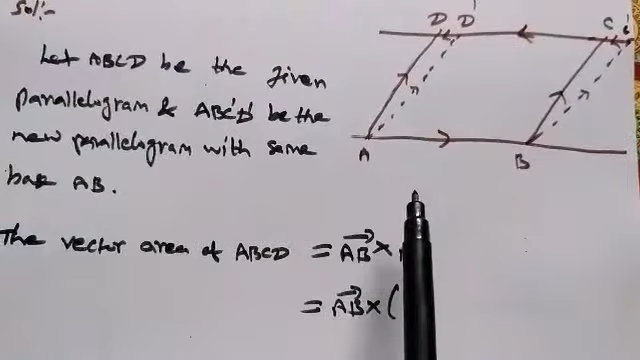 Sol:-
D D' C C'
Let ABCD be the given
parallelogram & ABC'D' be the
new parallelogram with same
base AB.
A B
The vector area of ABCD = AB×
= AB×(